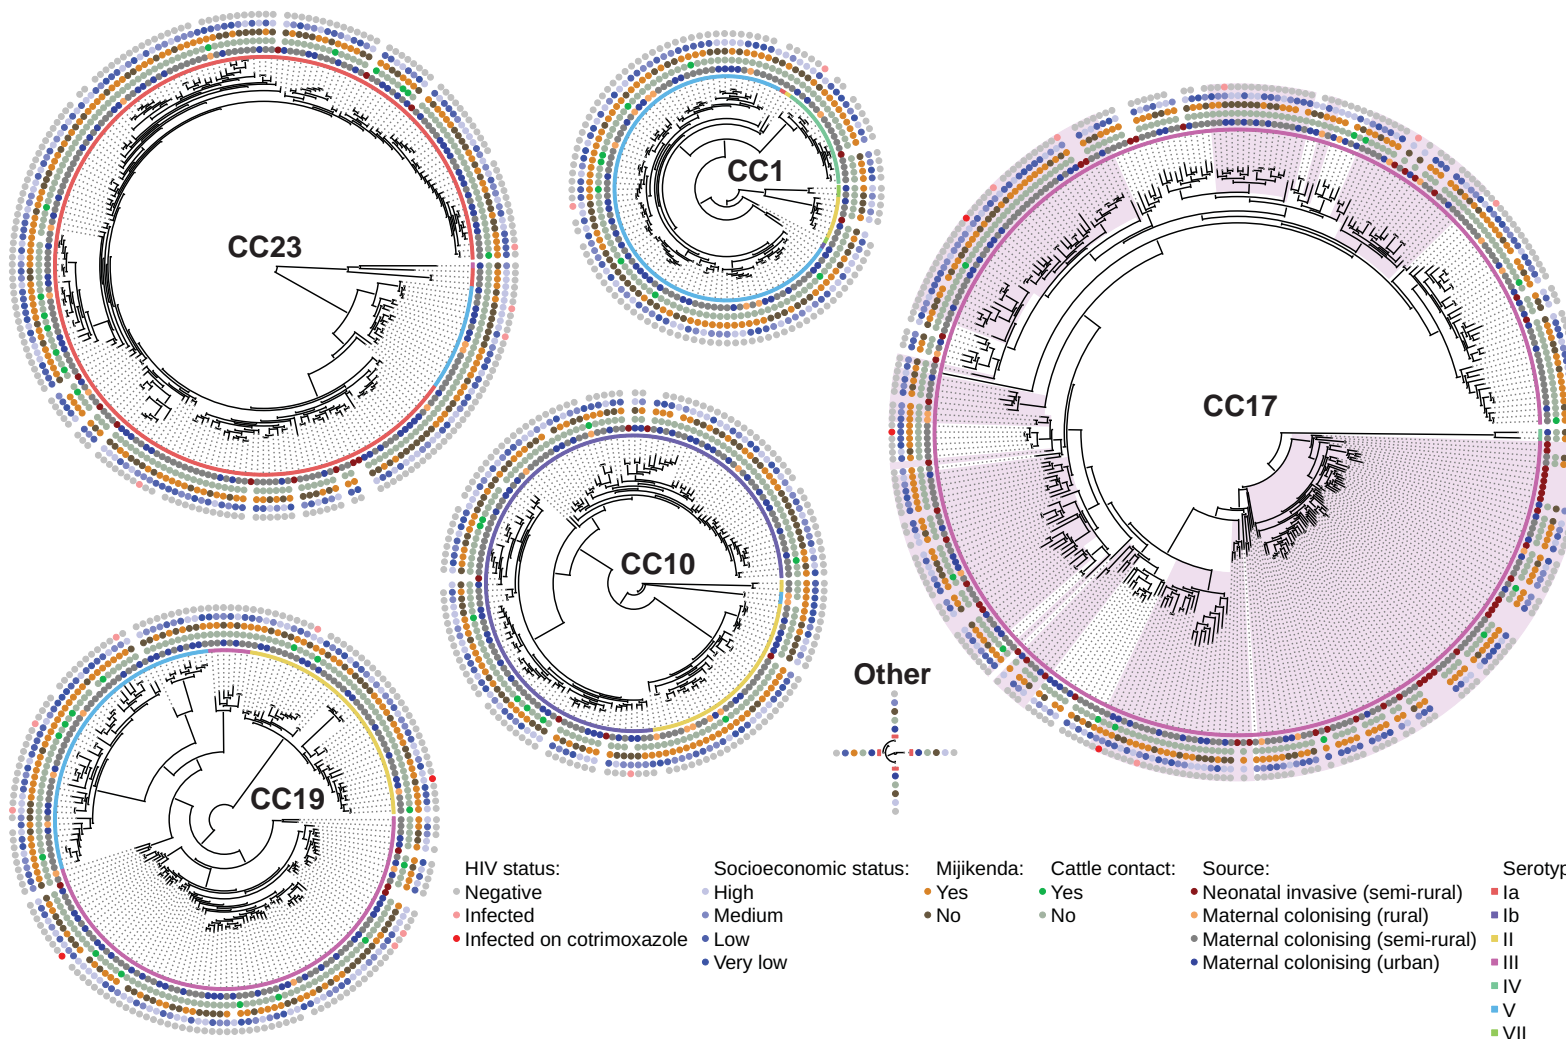 CC23
CC1
CC17
CC10
CC19
Other
HIV status:
Negative
Infected
Infected on cotrimoxazole
Socioeconomic status:
High
Medium
Low
Very low
Mijikenda:
Yes
No
Cattle contact:
Yes
No
Source:
Neonatal invasive (semi-rural)
Maternal colonising (rural)
Maternal colonising (semi-rural)
Maternal colonising (urban)
Serotyp
Ia
Ib
II
III
IV
V
VII